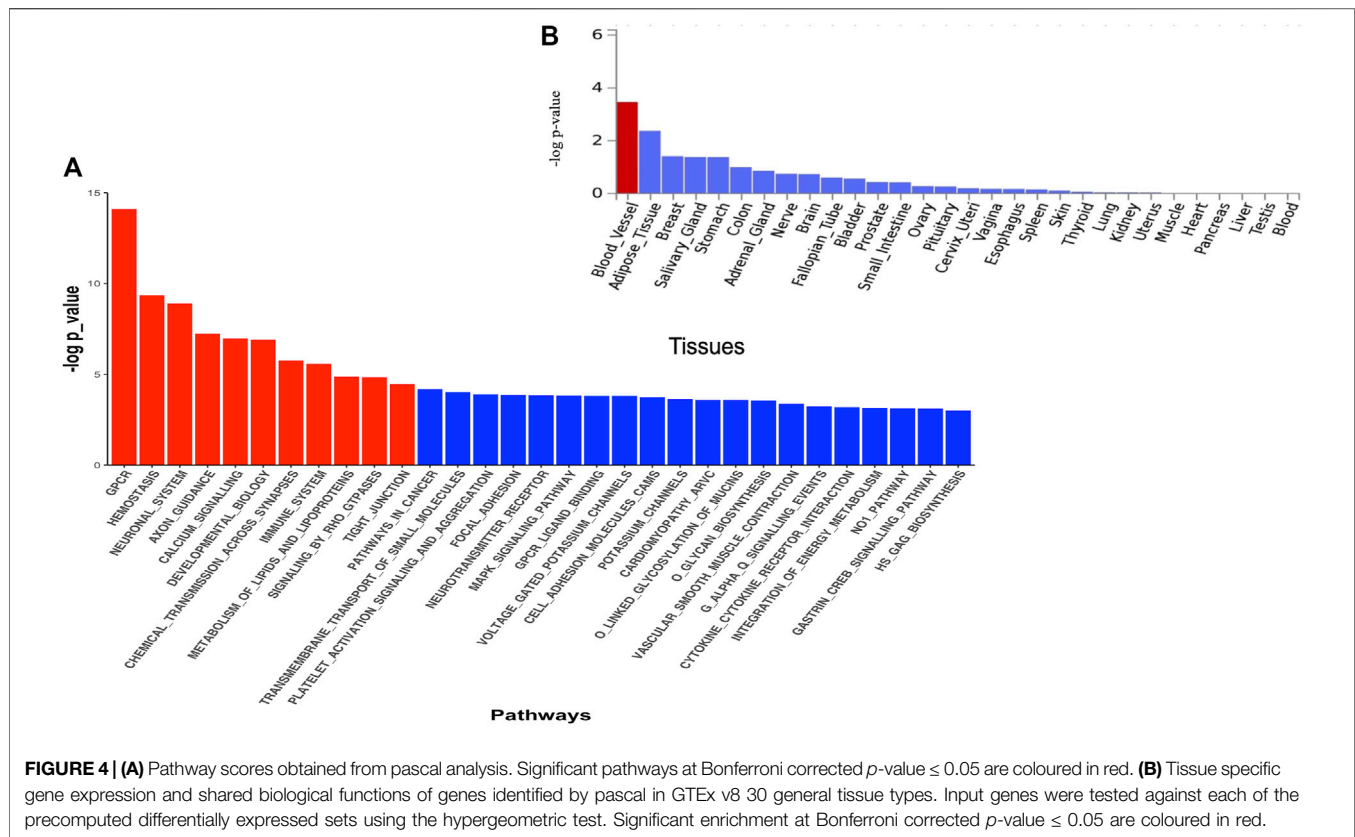 B
6
4
2
0
-log p-value
Blood_Vessel
Adipose_Tissue
Breast
Salivary_Gland
Stomach
Colon
Adrenal_Gland
Nerve
Brain
Fallopian_Tube
Bladder
Prostate
Small_Intestine
Ovary
Pituitary
Cervix_Uteri
Vagina
Esophagus
Spleen
Skin
Thyroid
Lung
Kidney
Uterus
Muscle
Heart
Pancreas
Liver
Testis
Blood
Tissues
A
15
10
5
0
-log p_value
GPCR
HEMOSTASIS
NEURONAL_SYSTEM
AXON_GUIDANCE
CALCIUM_SIGNALLING
DEVELOPMENTAL_BIOLOGY
CHEMICAL_TRANSMISSION_ACROSS_SYNAPSES
IMMUNE_SYSTEM
METABOLISM_OF_LIPIDS_AND_LIPOPROTEINS
SIGNALING_BY_RHO_GTPASES
TIGHT_JUNCTION
PATHWAYS_IN_CANCER
TRANSMEMBRANE_TRANSPORT_OF_SMALL_MOLECULES
PLATELET_ACTIVATION_SIGNALING_AND_AGGREGATION
FOCAL_ADHESION
NEUROTRANSMITTER_RECEPTOR
MAPK_SIGNALING_PATHWAY
GPCR_LIGAND_BINDING
VOLTAGE_GATED_POTASSIUM_CHANNELS
CELL_ADHESION_MOLECULES_CAMS
POTASSIUM_CHANNELS
CARDIOMYOPATHY_ARVC
O_LINKED_GLYCOSYLATION_OF_MUCINS
O_GLYCAN_BIOSYNTHESIS
VASCULAR_SMOOTH_MUSCLE_CONTRACTION
G_ALPHA_Q_SIGNALLING_EVENTS
CYTOKINE_CYTOKINE_RECEPTOR_INTERACTION
INTEGRATION_OF_ENERGY_METABOLISM
NO1_PATHWAY
GASTRIN_CREB_SIGNALLING_PATHWAY
HS_GAG_BIOSYNTHESIS
Pathways
FIGURE 4 | (A) Pathway scores obtained from pascal analysis. Significant pathways at Bonferroni corrected p-value ≤ 0.05 are coloured in red. (B) Tissue specific
gene expression and shared biological functions of genes identified by pascal in GTEx v8 30 general tissue types. Input genes were tested against each of the
precomputed differentially expressed sets using the hypergeometric test. Significant enrichment at Bonferroni corrected p-value ≤ 0.05 are coloured in red.